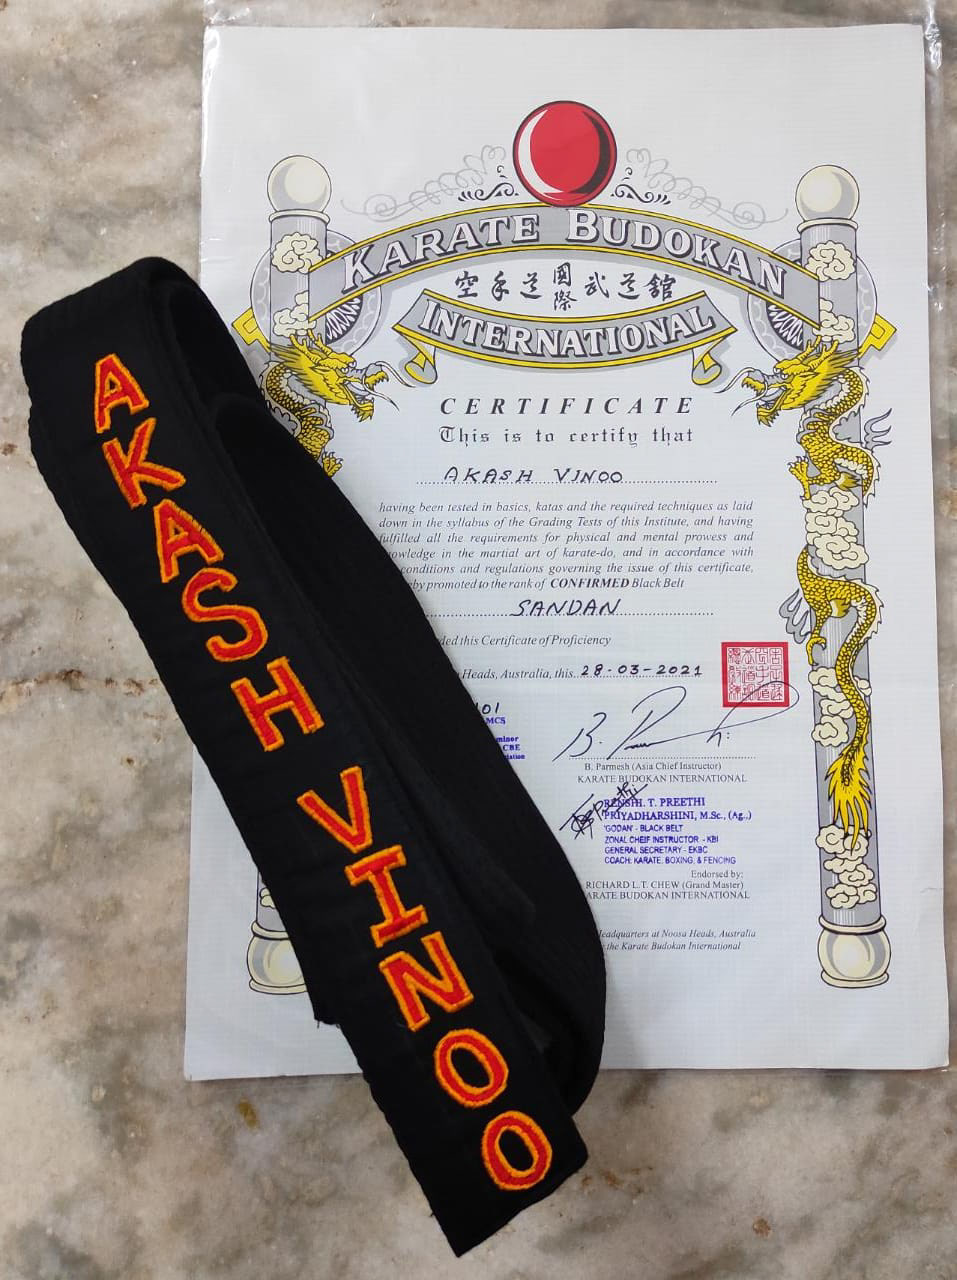 KARATE BUDOKAN
空手道國際武道館
INTERNATIONAL
CERTIFICATE
This is to certify that
AKASH VINOO
having been tested in basics, katas and the required techniques as laid
down in the syllabus of the Grading Tests of this Institute, and having
fulfilled all the requirements for physical and mental prowess and
knowledge in the martial art of karate-do, and in accordance with
conditions and regulations governing the issue of this certificate,
promoted to the rank of CONFIRMED Black Belt
SANDAN
this Certificate of Proficiency
Heads, Australia, this 28-03-2021
MCS
CBE
B. Parmesh (Asia Chief Instructor)
KARATE BUDOKAN INTERNATIONAL
Preethi
RENSHI. T. PREETHI
PRIYADHARSHINI, M.Sc., (Ag.,)
'GODAN' - BLACK BELT
ZONAL CHEIF INSTRUCTOR - KBI
GENERAL SECRETARY - EKBC
COACH: KARATE, BOXING, & FENCING
Endorsed by:
RICHARD L.T. CHEW (Grand Master)
KARATE BUDOKAN INTERNATIONAL
Headquarters at Noosa Heads, Australia
the Karate Budokan International
AKASH VINOO